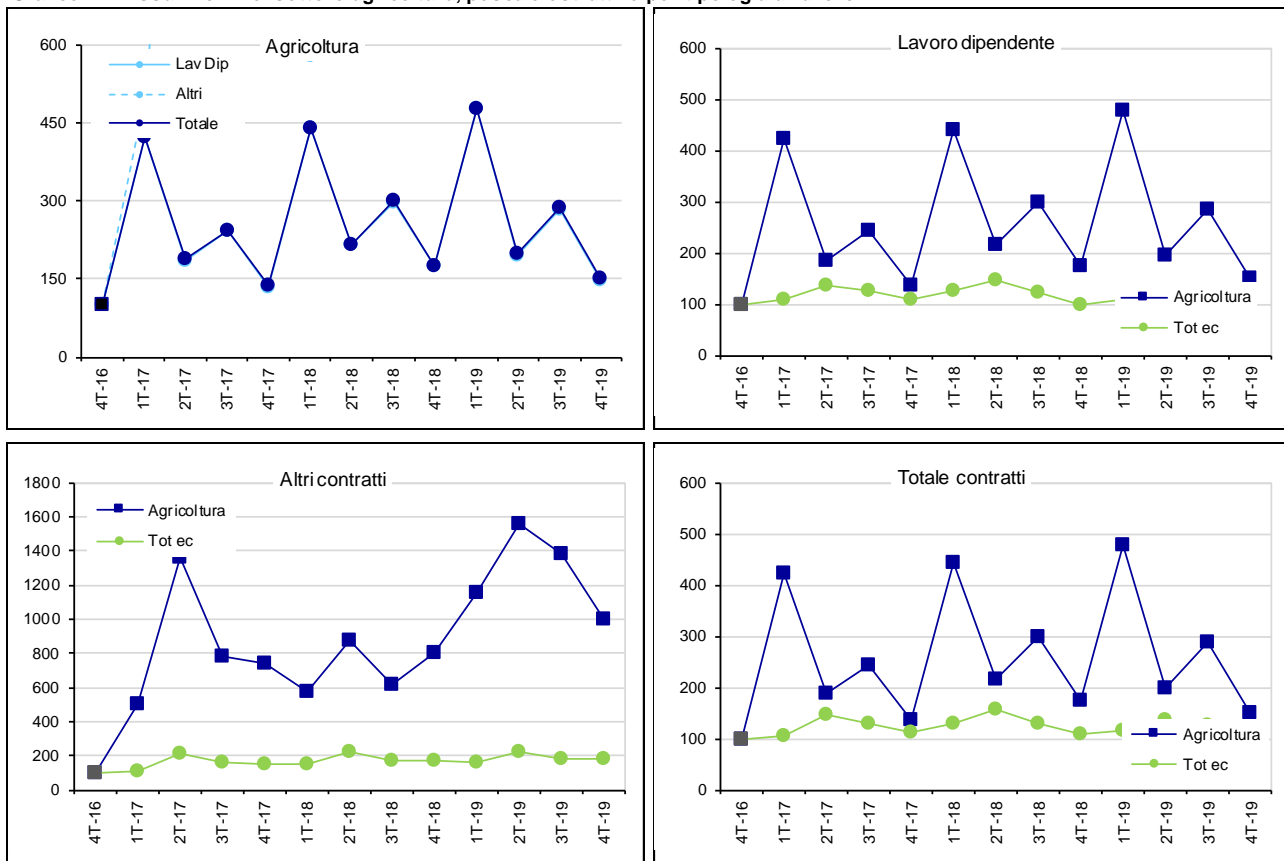 Agricoltura
600
450
300
150
0
Lav Dip
Altri
Totale
4T-16
1T-17
2T-17
3T-17
4T-17
1T-18
2T-18
3T-18
4T-18
1T-19
2T-19
3T-19
4T-19
Lavoro dipendente
600
500
400
300
200
100
0
Agricoltura
Tot ec
4T-16
1T-17
2T-17
3T-17
4T-17
1T-18
2T-18
3T-18
4T-18
1T-19
2T-19
3T-19
4T-19
Altri contratti
1800
1600
1400
1200
1000
800
600
400
200
0
Agricoltura
Tot ec
4T-16
1T-17
2T-17
3T-17
4T-17
1T-18
2T-18
3T-18
4T-18
1T-19
2T-19
3T-19
4T-19
Totale contratti
600
500
400
300
200
100
0
Agricoltura
Tot ec
4T-16
1T-17
2T-17
3T-17
4T-17
1T-18
2T-18
3T-18
4T-18
1T-19
2T-19
3T-19
4T-19